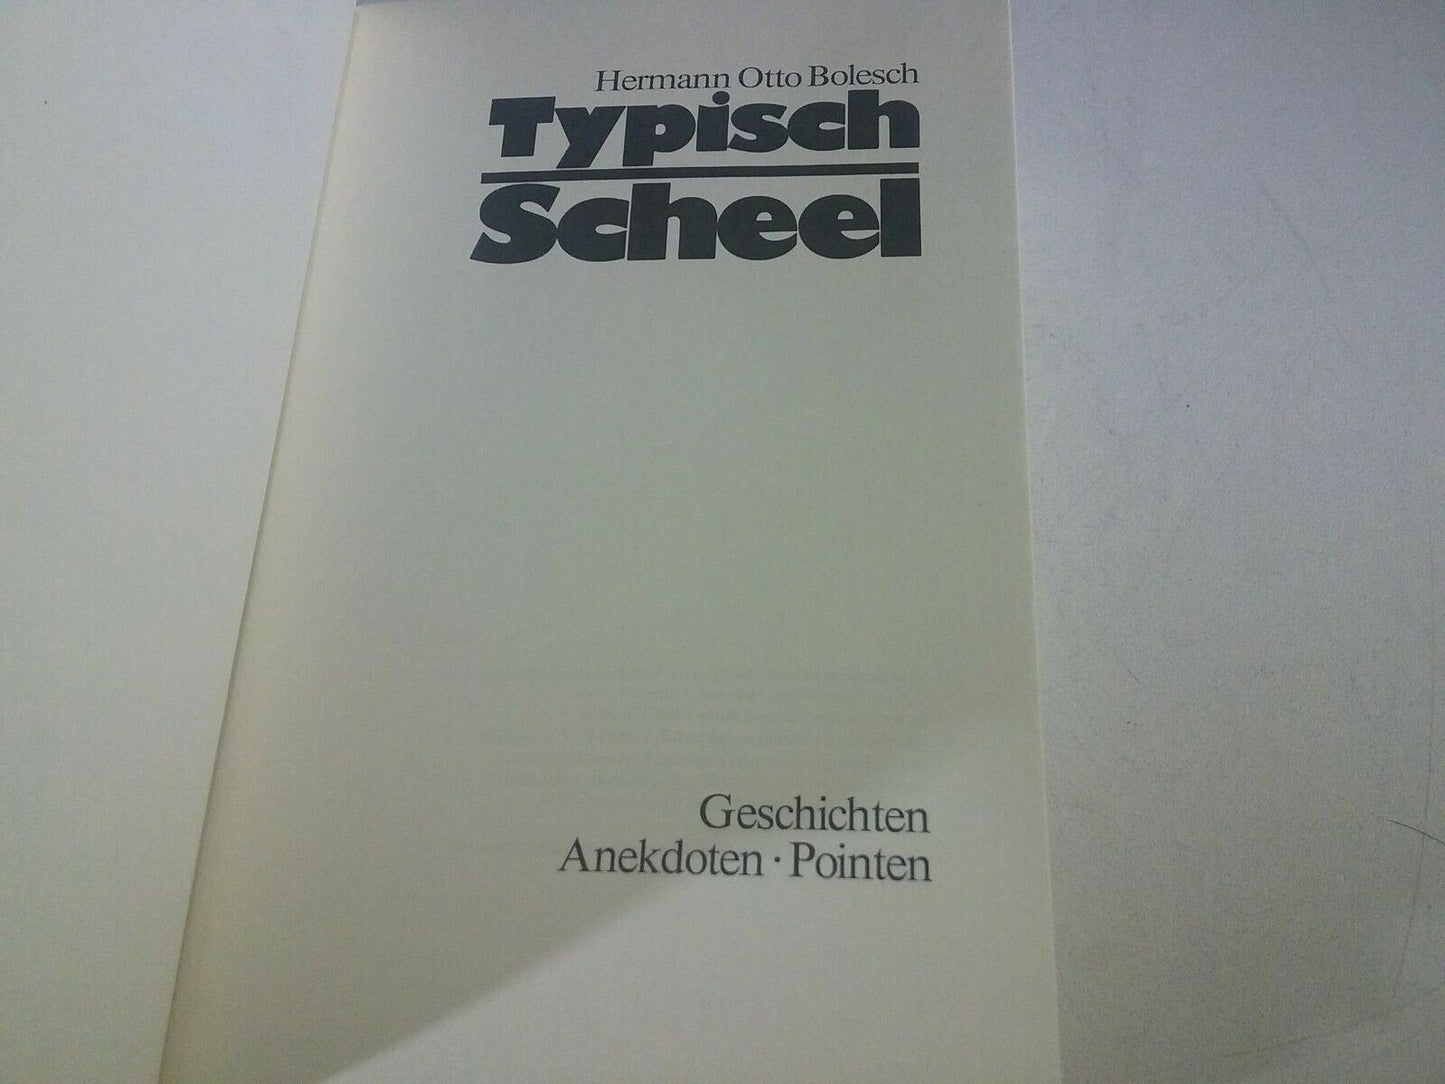 Hermann Otto Bolesch
Typisch
Scheel
Geschichten
Anekdoten · Pointen